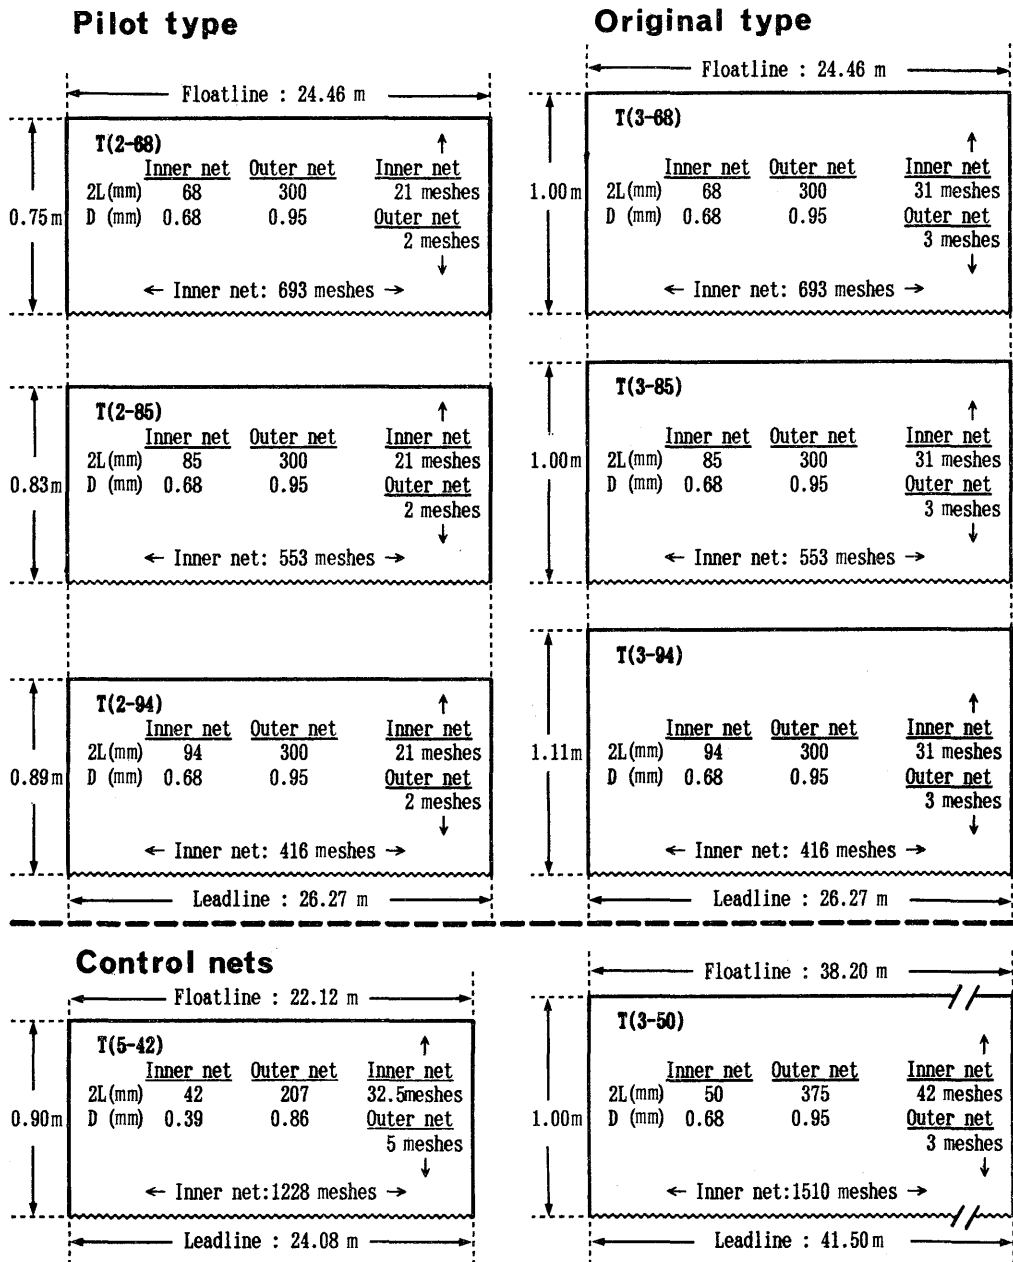 Pilot type
Floatline : 24.46 m
0.75m
T(2-68)
Inner net Outer net Inner net
2L(mm) 68 300 21 meshes
D (mm) 0.68 0.95 Outer net
2 meshes
← Inner net: 693 meshes →
0.83m
T(2-85)
Inner net Outer net Inner net
2L(mm) 85 300 21 meshes
D (mm) 0.68 0.95 Outer net
2 meshes
← Inner net: 553 meshes →
0.89m
T(2-94)
Inner net Outer net Inner net
2L(mm) 94 300 21 meshes
D (mm) 0.68 0.95 Outer net
2 meshes
← Inner net: 416 meshes →
Leadline : 26.27 m
Original type
Floatline : 24.46 m
1.00m
T(3-68)
Inner net Outer net Inner net
2L(mm) 68 300 31 meshes
D (mm) 0.68 0.95 Outer net
3 meshes
← Inner net: 693 meshes →
1.00m
T(3-85)
Inner net Outer net Inner net
2L(mm) 85 300 31 meshes
D (mm) 0.68 0.95 Outer net
3 meshes
← Inner net: 553 meshes →
1.11m
T(3-94)
Inner net Outer net Inner net
2L(mm) 94 300 31 meshes
D (mm) 0.68 0.95 Outer net
3 meshes
← Inner net: 416 meshes →
Leadline : 26.27 m
Control nets
Floatline : 22.12 m
0.90m
T(5-42)
Inner net Outer net Inner net
2L(mm) 42 207 32.5meshes
D (mm) 0.39 0.86 Outer net
5 meshes
← Inner net:1228 meshes →
Leadline : 24.08 m
Floatline : 38.20 m
1.00m
T(3-50)
Inner net Outer net Inner net
2L(mm) 50 375 42 meshes
D (mm) 0.68 0.95 Outer net
3 meshes
← Inner net:1510 meshes →
Leadline : 41.50m